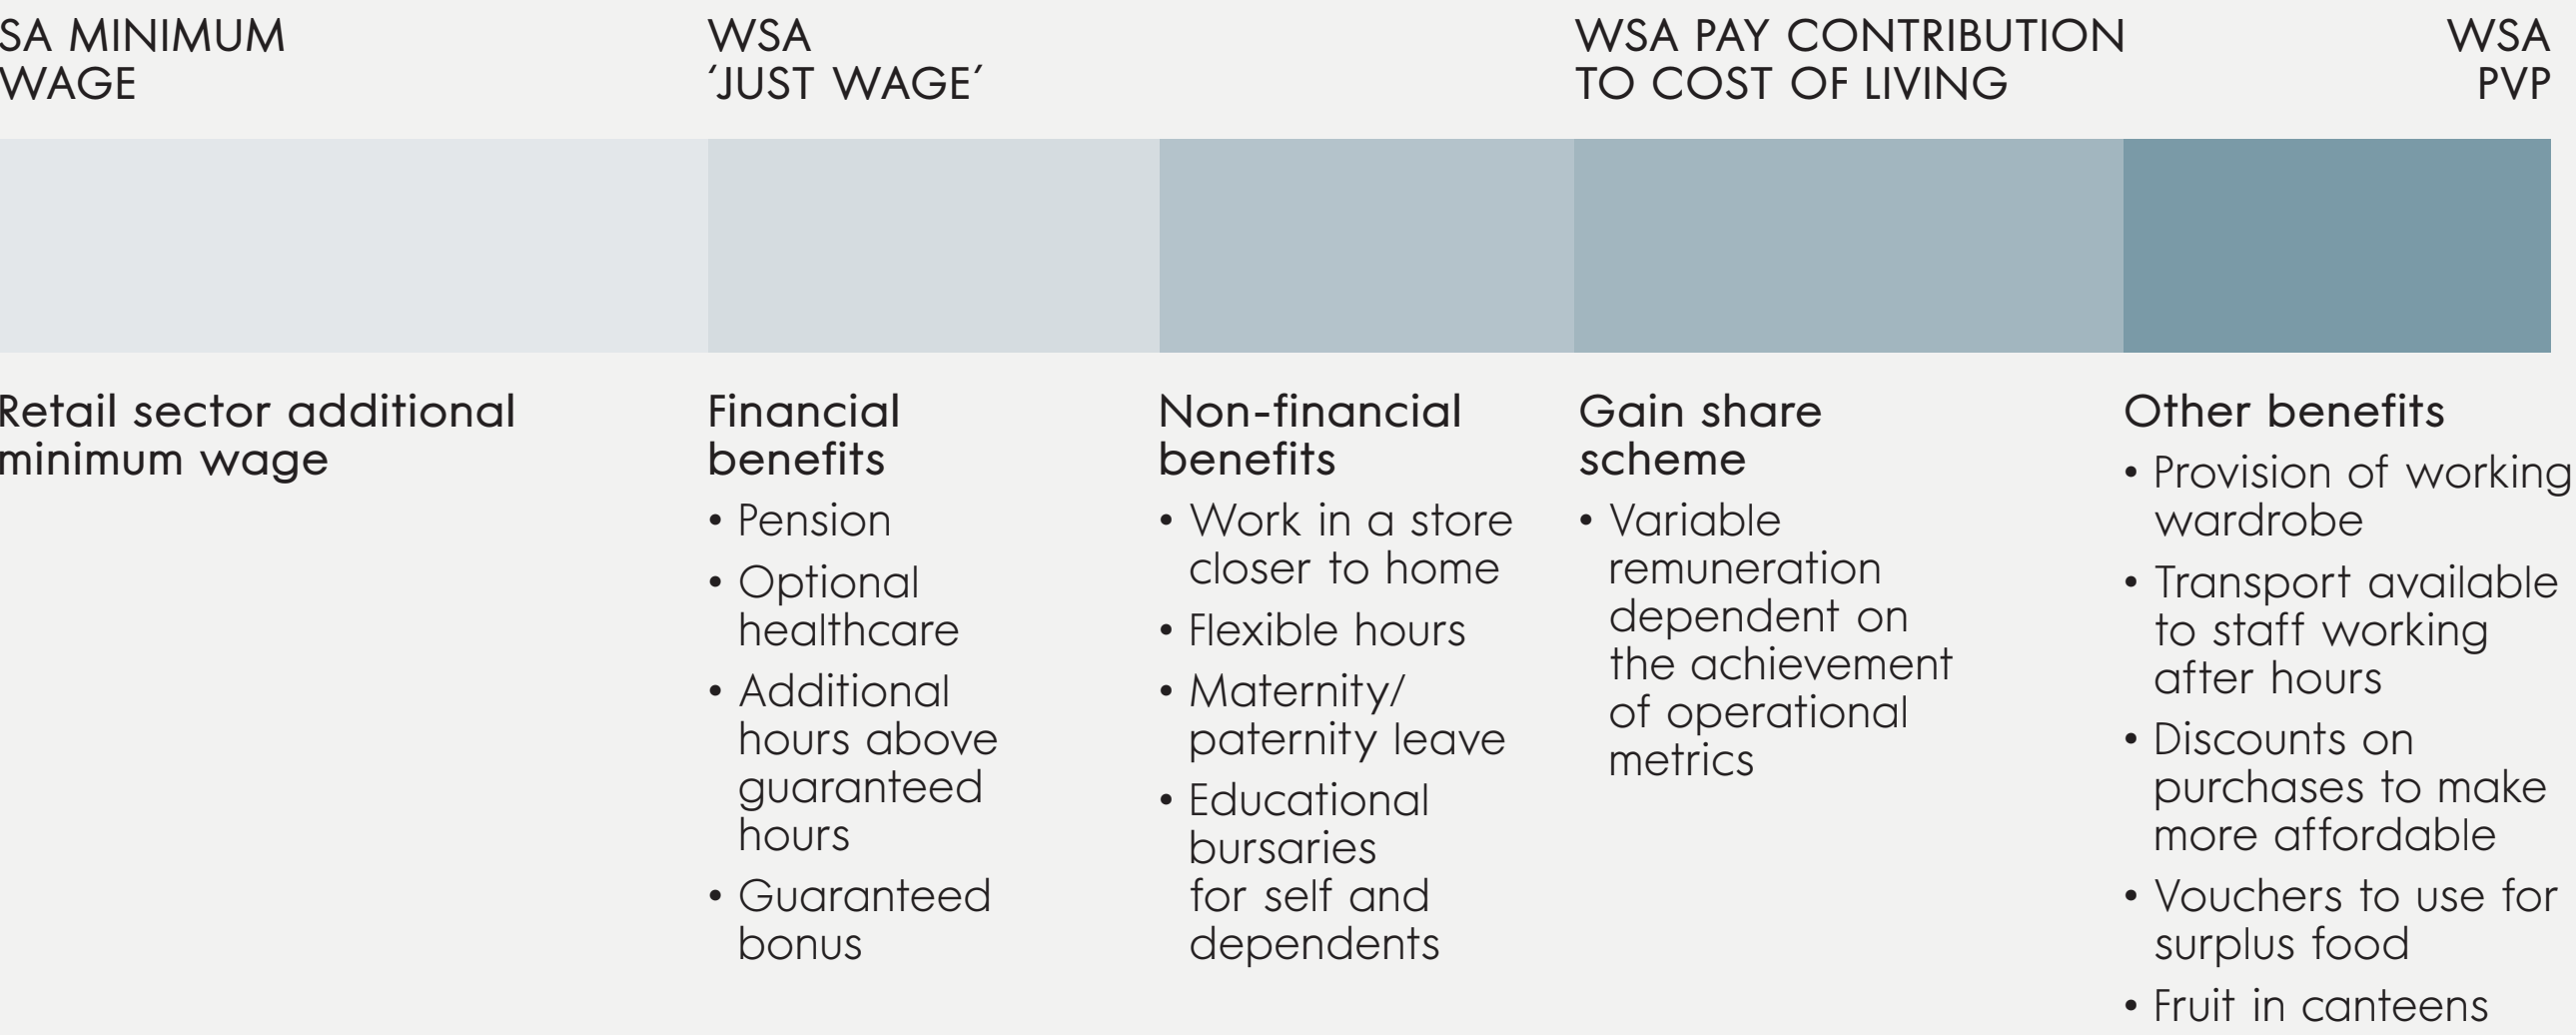 SA MINIMUM
WAGE
WSA
‘JUST WAGE’
WSA PAY CONTRIBUTION
TO COST OF LIVING
WSA
PVP
Retail sector additional
minimum wage
Financial
benefits
• Pension
• Optional
healthcare
• Additional
hours above
guaranteed
hours
• Guaranteed
bonus
Non-financial
benefits
• Work in a store
closer to home
• Flexible hours
• Maternity/
paternity leave
• Educational
bursaries
for self and
dependents
Gain share
scheme
• Variable
remuneration
dependent on
the achievement
of operational
metrics
Other benefits
• Provision of working
wardrobe
• Transport available
to staff working
after hours
• Discounts on
purchases to make
more affordable
• Vouchers to use for
surplus food
• Fruit in canteens